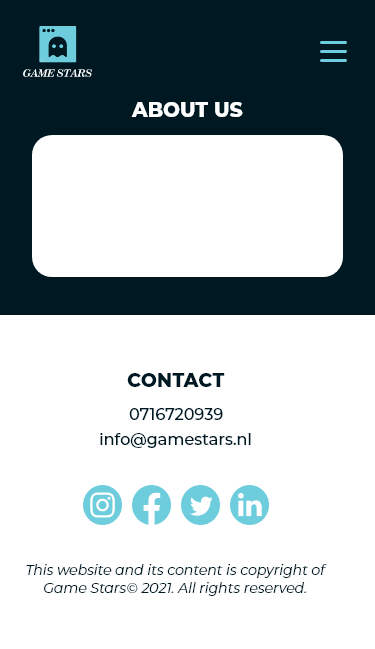 GAME STARS
ABOUT US
CONTACT
0716720939
info@gamestars.nl
This website and its content is copyright of
Game Stars© 2021. All rights reserved.